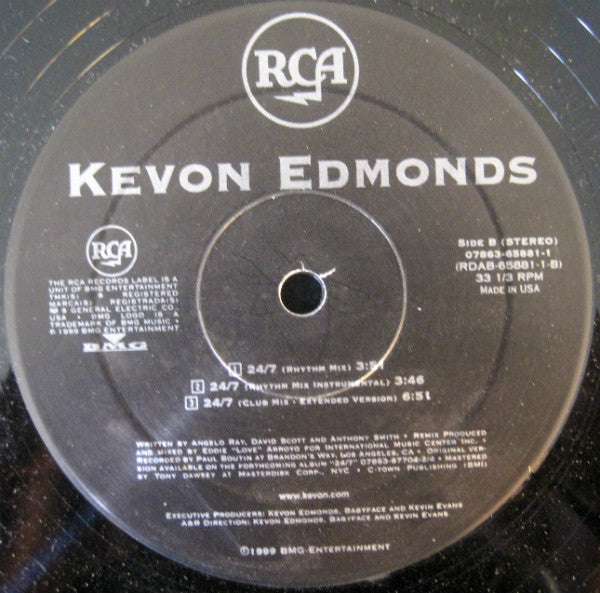 RCA
KEVON EDMONDS
RCA
THE RCA RECORDS LABEL IS A
UNIT OF BMG ENTERTAINMENT
TMK(S) ® REGISTERED
MARCA(S) REGISTRADA(S)
GENERAL ELECTRIC CO.,
USA • BMG LOGO IS A
TRADEMARK OF BMG MUSIC •
℗1999 BMG ENTERTAINMENT
BMG
SIDE B (STEREO)
07863-65881-1
(RDAB-65881-1-B)
33 1/3 RPM
MADE IN USA
1 24/7 (RHYTHM MIX) 3:51
2 24/7 (RHYTHM MIX INSTRUMENTAL) 3:46
3 24/7 (CLUB MIX - EXTENDED VERSION) 6:51
WRITTEN BY ANGELO RAY, DAVID SCOTT AND ANTHONY SMITH • REMIX PRODUCED
AND MIXED BY EDDIE "LOVE" ARROYO FOR INTERNATIONAL MUSIC CENTER INC. •
RECORDED BY PAUL BOUTIN AT BRANDON'S WAY, LOS ANGELES, CA • ORIGINAL VER-
SION AVAILABLE ON THE FORTHCOMING ALBUM "24/7" 07863-67704-2/4 • MASTERED
BY TONY DAWSEY AT MASTERDISK CORP., NYC • C-TOWN PUBLISHING (BMI)
www.kevon.com
EXECUTIVE PRODUCERS: KEVON EDMONDS, BABYFACE AND KEVIN EVANS
A&R DIRECTION: KEVON EDMONDS, BABYFACE AND KEVIN EVANS
℗©1999 BMG ENTERTAINMENT